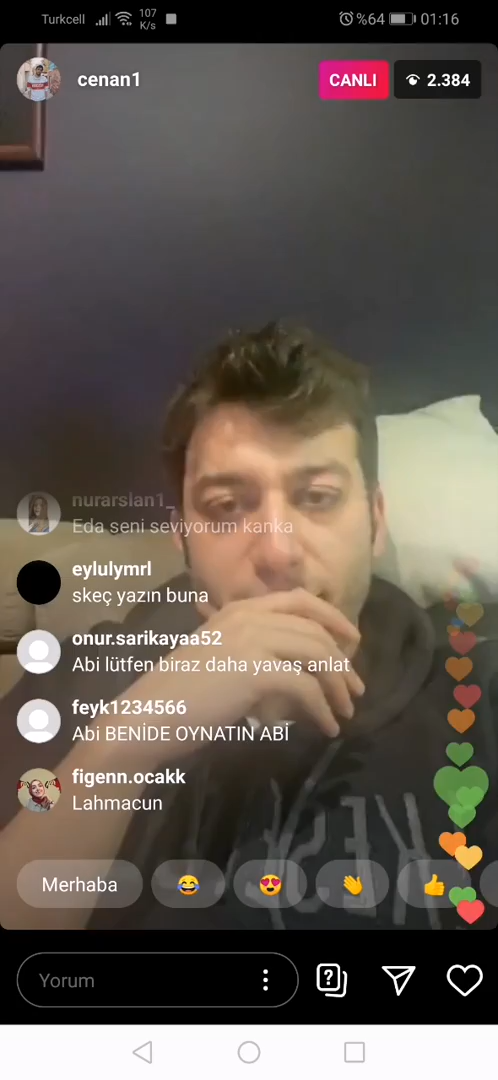 Turkcell 107 K/s %64 01:16
cenan1 CANLI 2.384
nurarslan1_
Eda seni seviyorum kanka
eylulymrl
skeç yazın buna
onur.sarikayaa52
Abi lütfen biraz daha yavaş anlat
feyk1234566
Abi BENİDE OYNATIN ABİ
figenn.ocakk
Lahmacun
Merhaba
Yorum